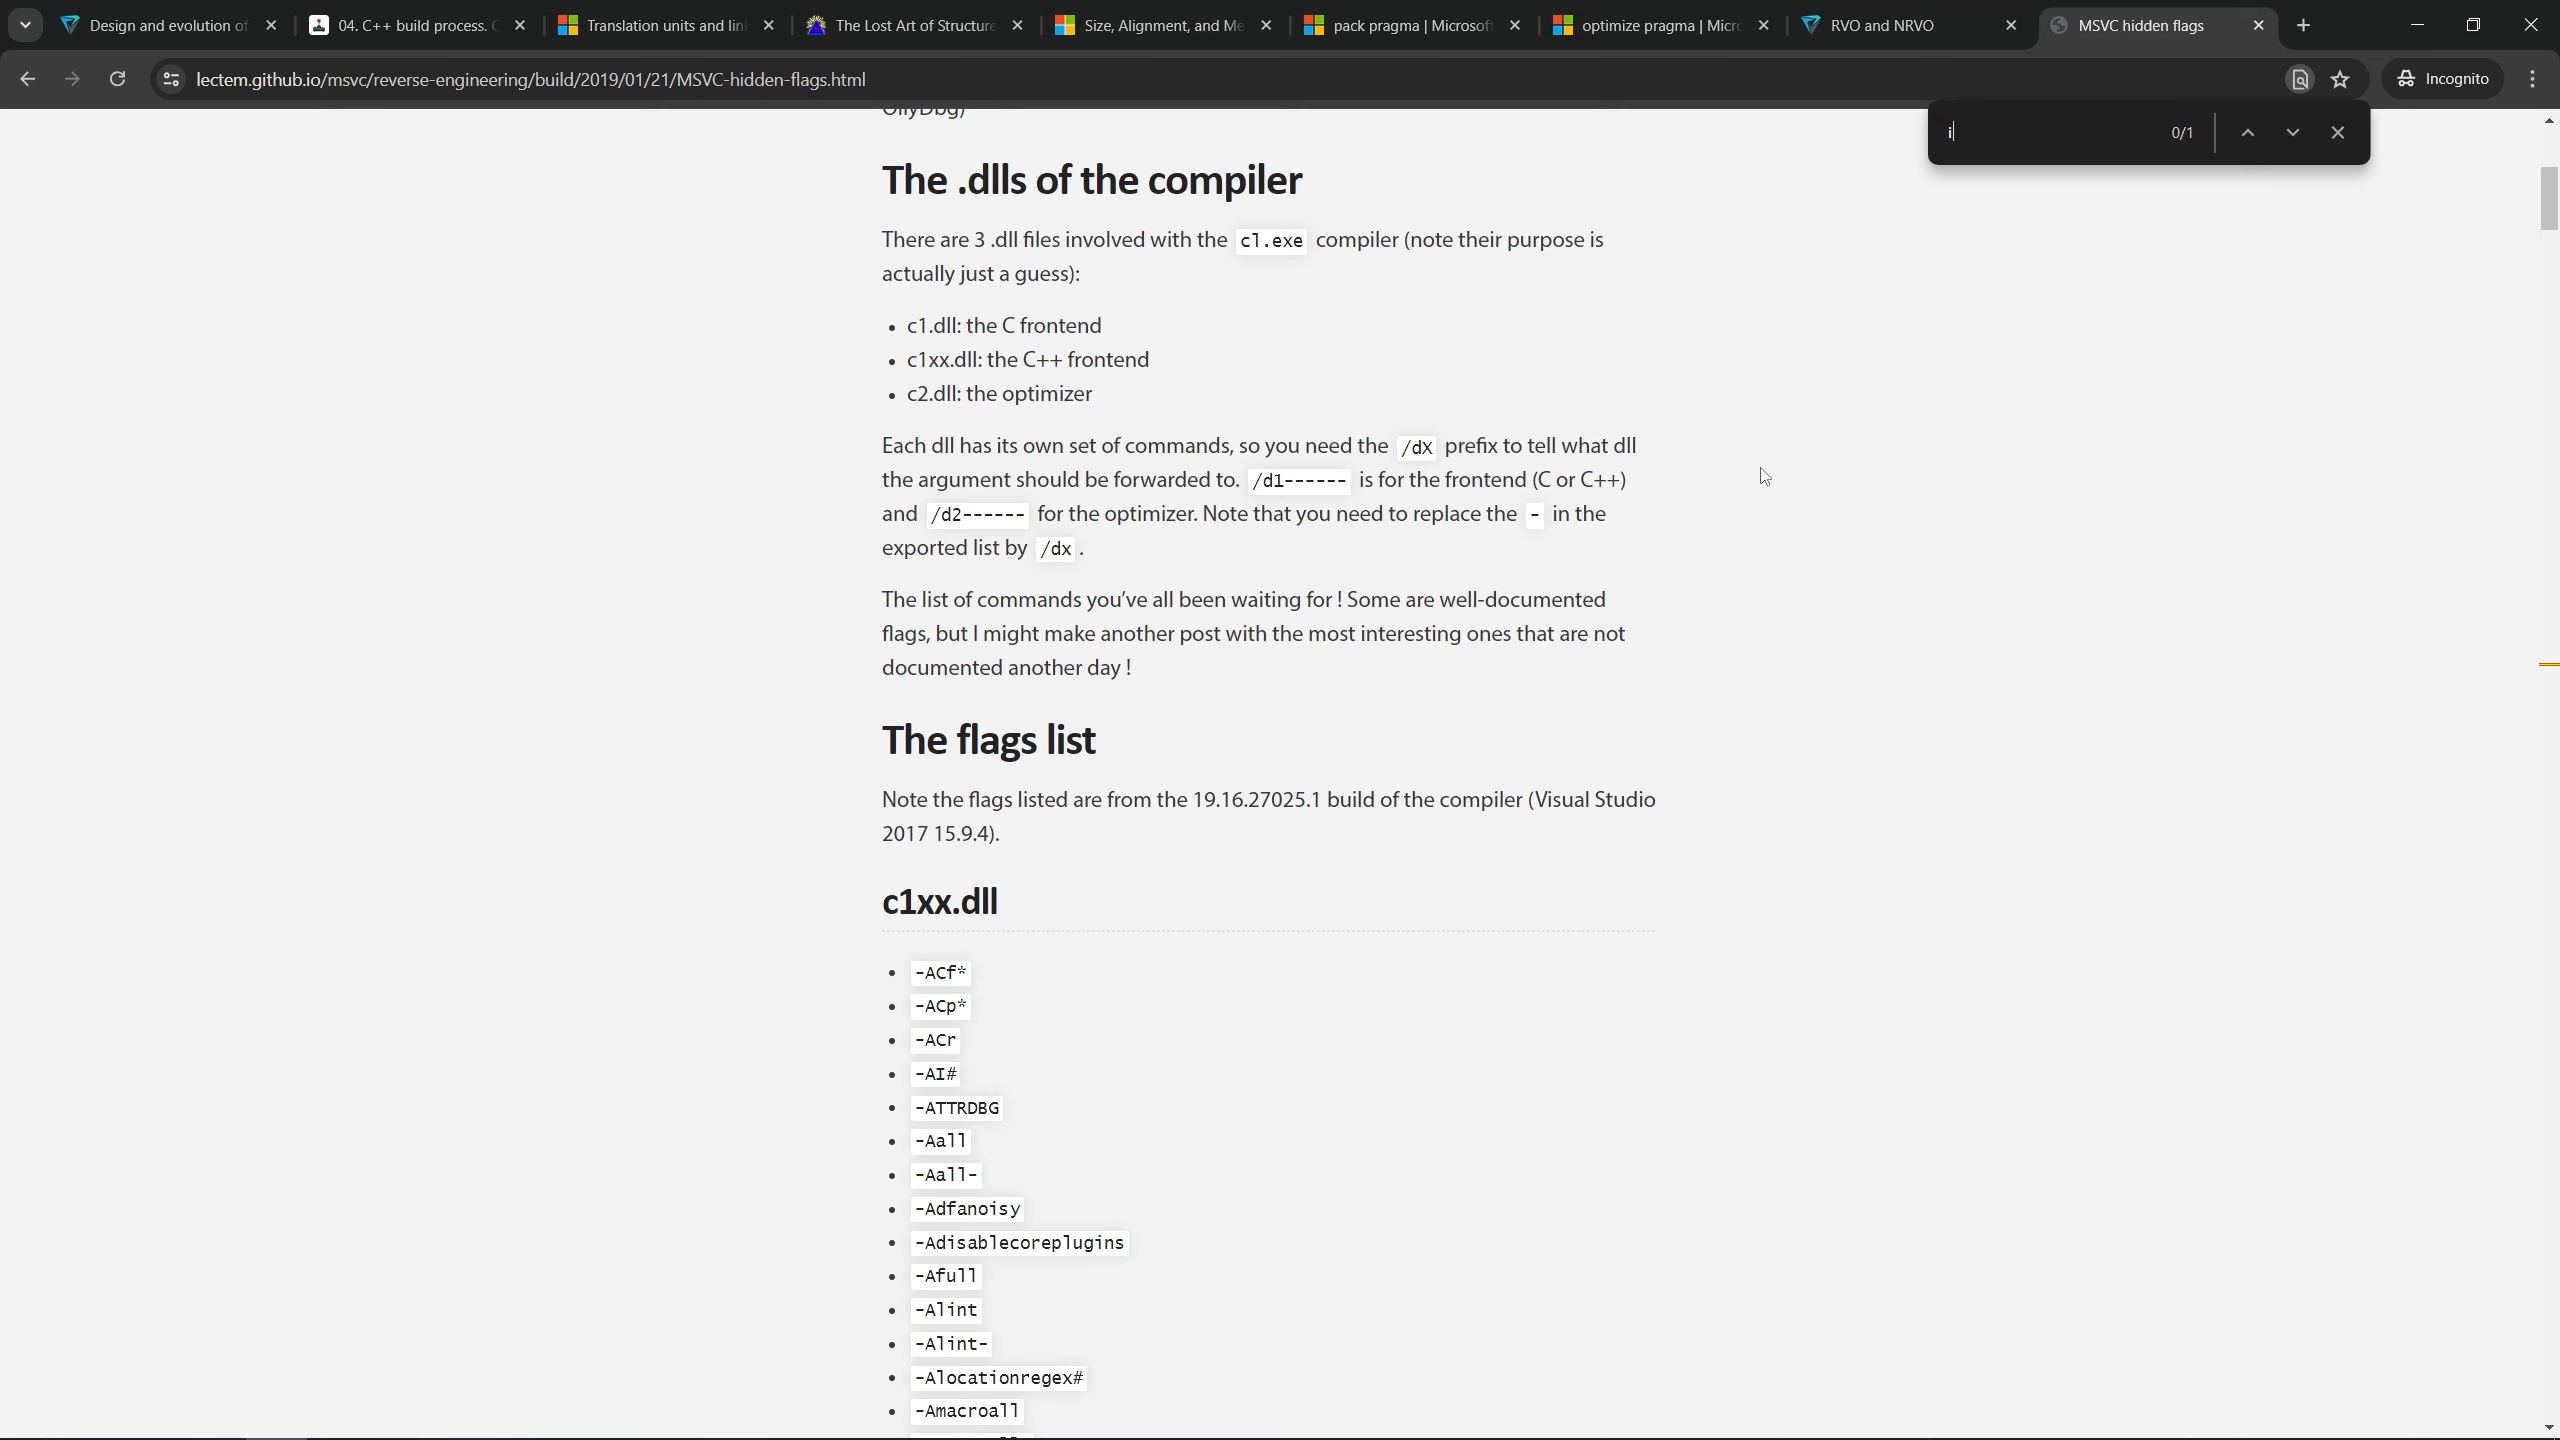 Design and evolution of
04. C++ build process. C
Translation units and lin
The Lost Art of Structure
Size, Alignment, and Me
pack pragma | Microsoft
optimize pragma | Micro
RVO and NRVO
MSVC hidden flags
lectem.github.io/msvc/reverse-engineering/build/2019/01/21/MSVC-hidden-flags.html
Incognito
i
0/1
OllyDbg)
The .dlls of the compiler
There are 3 .dll files involved with the cl.exe compiler (note their purpose is
actually just a guess):
• c1.dll: the C frontend
• c1xx.dll: the C++ frontend
• c2.dll: the optimizer
Each dll has its own set of commands, so you need the /dX prefix to tell what dll
the argument should be forwarded to. /d1------ is for the frontend (C or C++)
and /d2------ for the optimizer. Note that you need to replace the - in the
exported list by /dx .
The list of commands you’ve all been waiting for ! Some are well-documented
flags, but I might make another post with the most interesting ones that are not
documented another day !
The flags list
Note the flags listed are from the 19.16.27025.1 build of the compiler (Visual Studio
2017 15.9.4).
c1xx.dll
• -ACf*
• -ACp*
• -ACr
• -AI#
• -ATTRDBG
• -Aall
• -Aall-
• -Adfanoisy
• -Adisablecoreplugins
• -Afull
• -Alint
• -Alint-
• -Alocationregex#
• -Amacroall